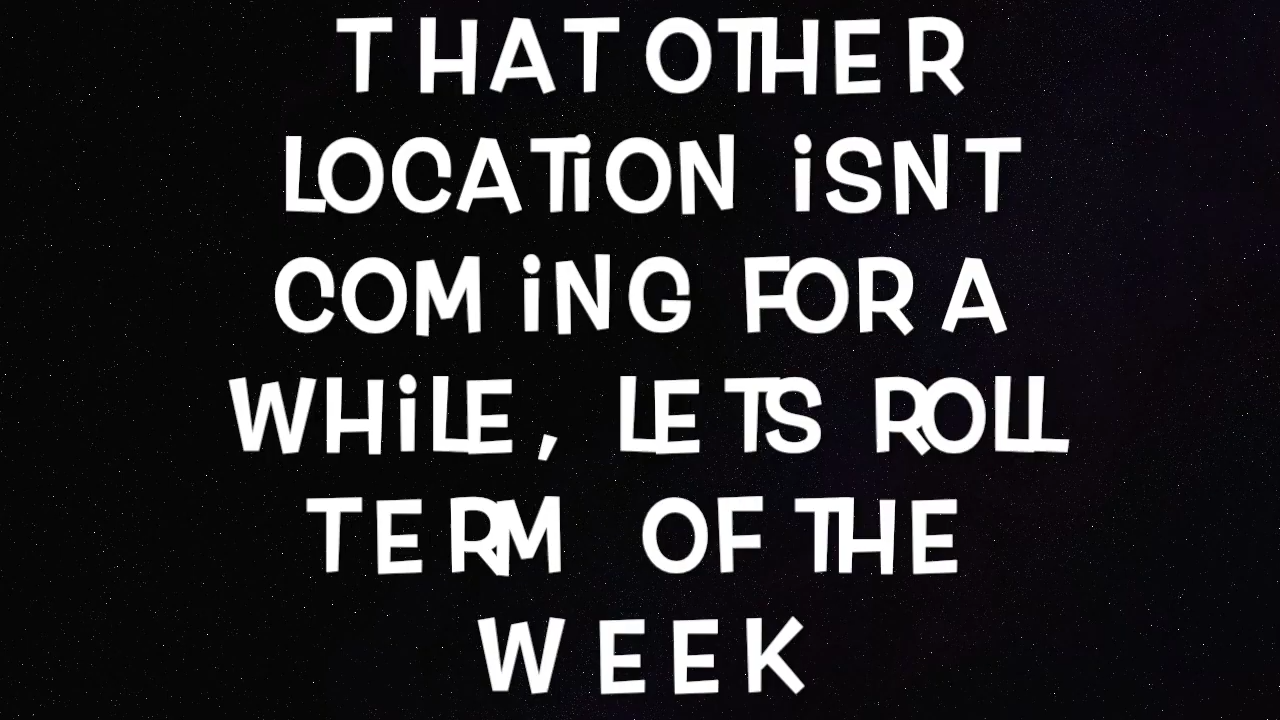 THAT OTHER
LOCATiON iSNT
COMiNG FOR A
WHiLE, LETS ROLL
TERM OF THE
WEEK